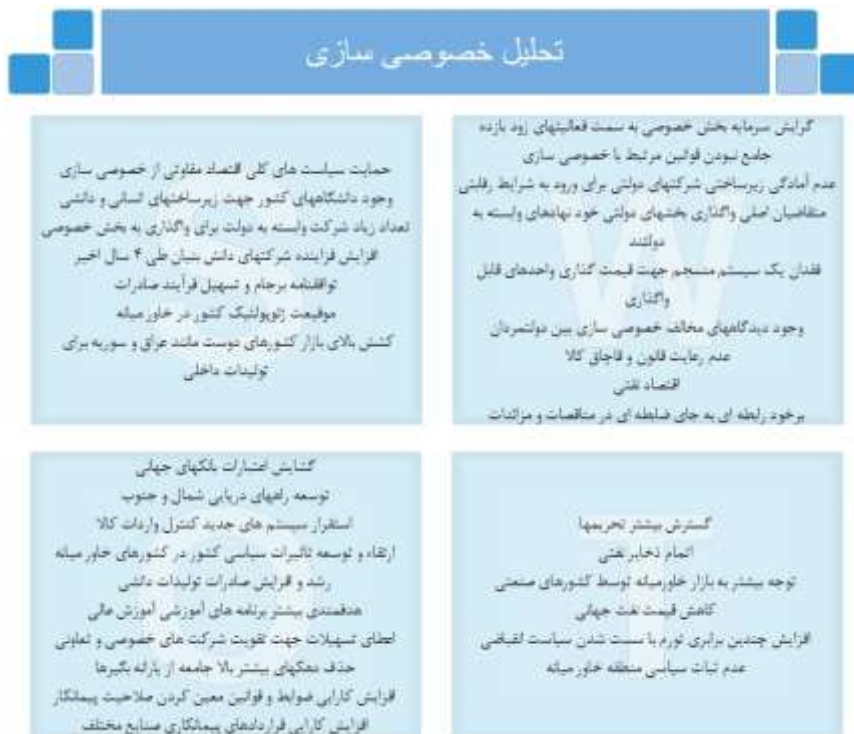 تحلیل خصوصی سازی
گرایش سرمایه بخش خصوصی به سمت فعالیتهای زود بازده
جامع نبودن قوانین مرتبط با خصوصی سازی
عدم آمادگی زیرساختی شرکتهای دولتی برای ورود به شرایط رقابتی
متقاضیان اصلی واگذاری بخشهای دولتی خود نهادهای وابسته به
دولتند
فقدان یک سیستم منسجم جهت قیمت گذاری واحدهای قابل
واگذاری
وجود دیدگاههای مخالف خصوصی سازی بین دولتمردان
عدم رعایت قانون و قاچاق کالا
اقتصاد نفتی
برخورد رابطه ای به جای ضابطه ای در مناقصات و مزائدات
W
حمایت سیاست های کلی اقتصاد مقاوتی از خصوصی سازی
وجود دانشگاههای کشور جهت زیرساختهای انسانی و دانشی
تعداد زیاد شرکت وابسته به دولت برای واگذاری به بخش خصوصی
افزایش فزاینده شرکتهای دانش بنیان طی ۴ سال اخیر
توافقنامه برجام و تسهیل فرآیند صادرات
موقیعت ژئوپولتیک کشور در خاور میانه
کشش بالای بازار کشورهای دوست مانند عراق و سوریه برای
تولیدات داخلی
S
گسترش بیشتر تحریمها
اتمام ذخایر نفتی
توجه بیشتر به بازار خاورمیانه توسط کشورهای صنعتی
کاهش قیمت نفت جهانی
افزایش چندین برابری تورم با سست شدن سیاست انقباضی
عدم ثبات سیاسی منطقه خاور میانه
T
گشایش اعتبارات بانکهای جهانی
توسعه راههای دریایی شمال و جنوب
استقرار سیستم های جدید کنترل واردات کالا
ارتقاء و توسعه تاثیرات سیاسی کشور در کشورهای خاور میانه
رشد و افزایش صادرات تولیدات دانشی
هدفمندی بیشتر برنامه های آموزشی آموزش عالی
اعطای تسهیلات جهت تقویت شرکت های خصوصی و تعاونی
حذف دهکهای بیشتر بالا جامعه از یارانه بگیرها
افزایش کارایی ضوابط و قوانین معین کردن صلاحیت پیمانکار
افزایش کارایی قراردادهای پیمانکاری صنایع مختلف
O